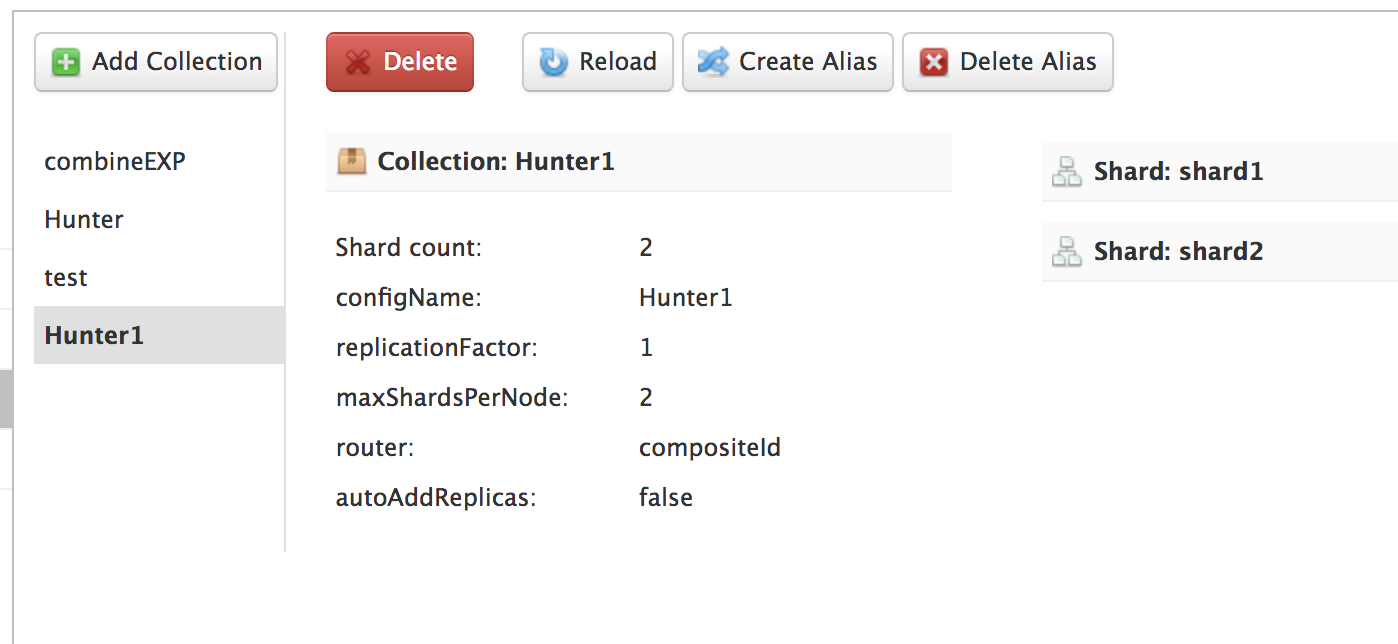 Add Collection
Delete
Reload
Create Alias
Delete Alias
combineEXP
Hunter
test
Hunter1
Collection: Hunter1
Shard count: 2
configName: Hunter1
replicationFactor: 1
maxShardsPerNode: 2
router: compositeId
autoAddReplicas: false
Shard: shard1
Shard: shard2